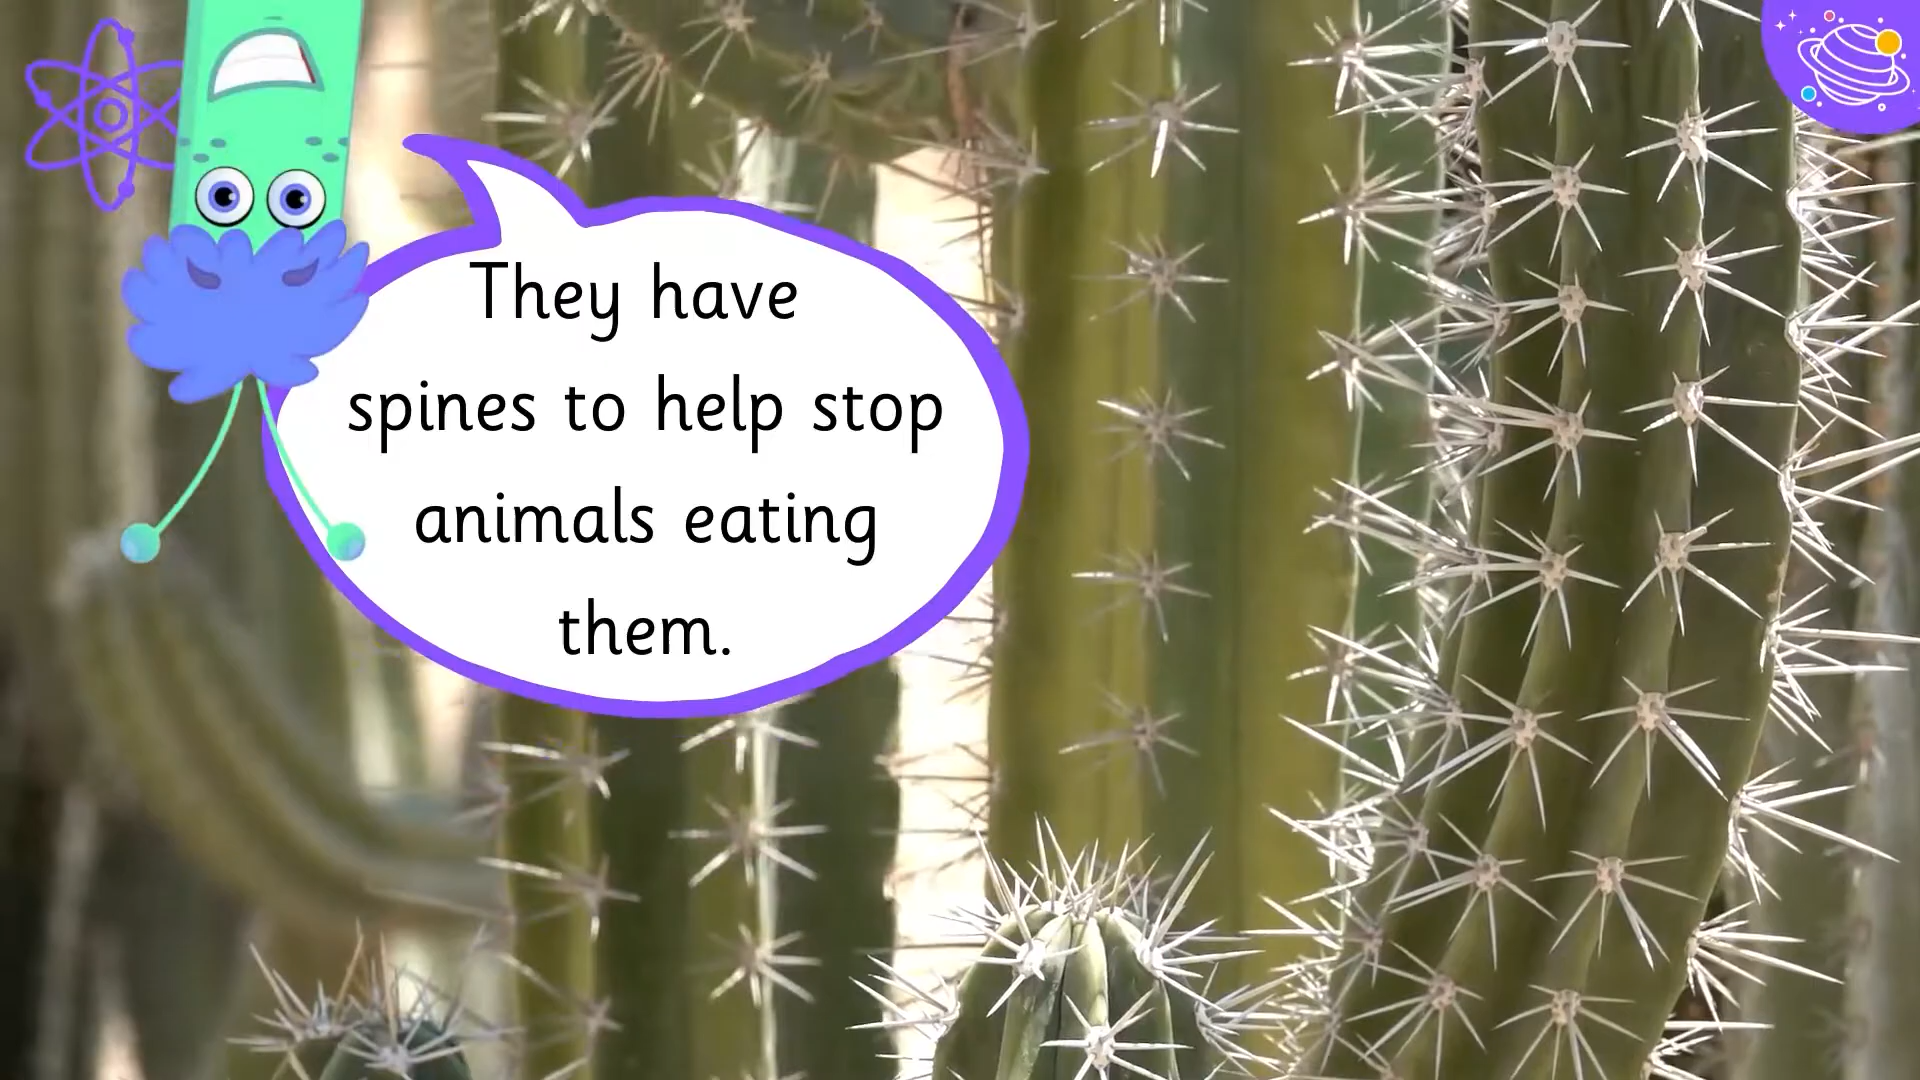 They have
spines to help stop
animals eating
them.